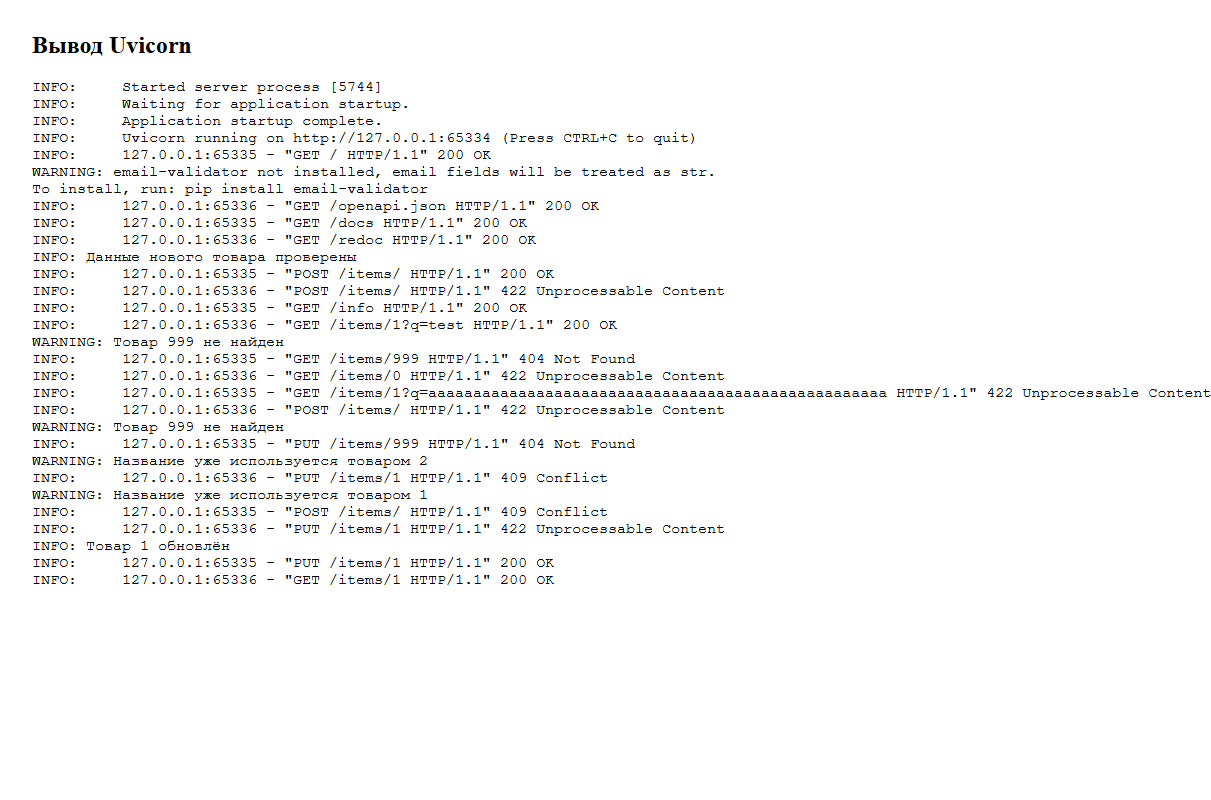 Вывод Uvicorn
INFO:     Started server process [5744]
INFO:     Waiting for application startup.
INFO:     Application startup complete.
INFO:     Uvicorn running on http://127.0.0.1:65334 (Press CTRL+C to quit)
INFO:     127.0.0.1:65335 - "GET / HTTP/1.1" 200 OK
WARNING: email-validator not installed, email fields will be treated as str.
To install, run: pip install email-validator
INFO:     127.0.0.1:65336 - "GET /openapi.json HTTP/1.1" 200 OK
INFO:     127.0.0.1:65335 - "GET /docs HTTP/1.1" 200 OK
INFO:     127.0.0.1:65336 - "GET /redoc HTTP/1.1" 200 OK
INFO: Данные нового товара проверены
INFO:     127.0.0.1:65335 - "POST /items/ HTTP/1.1" 200 OK
INFO:     127.0.0.1:65336 - "POST /items/ HTTP/1.1" 422 Unprocessable Content
INFO:     127.0.0.1:65335 - "GET /info HTTP/1.1" 200 OK
INFO:     127.0.0.1:65336 - "GET /items/1?q=test HTTP/1.1" 200 OK
WARNING: Товар 999 не найден
INFO:     127.0.0.1:65335 - "GET /items/999 HTTP/1.1" 404 Not Found
INFO:     127.0.0.1:65336 - "GET /items/0 HTTP/1.1" 422 Unprocessable Content
INFO:     127.0.0.1:65335 - "GET /items/1?q=aaaaaaaaaaaaaaaaaaaaaaaaaaaaaaaaaaaaaaaaaaaaaaaaaaa HTTP/1.1" 422 Unprocessable Content
INFO:     127.0.0.1:65336 - "POST /items/ HTTP/1.1" 422 Unprocessable Content
WARNING: Товар 999 не найден
INFO:     127.0.0.1:65335 - "PUT /items/999 HTTP/1.1" 404 Not Found
WARNING: Название уже используется товаром 2
INFO:     127.0.0.1:65336 - "PUT /items/1 HTTP/1.1" 409 Conflict
WARNING: Название уже используется товаром 1
INFO:     127.0.0.1:65335 - "POST /items/ HTTP/1.1" 409 Conflict
INFO:     127.0.0.1:65336 - "PUT /items/1 HTTP/1.1" 422 Unprocessable Content
INFO: Товар 1 обновлён
INFO:     127.0.0.1:65335 - "PUT /items/1 HTTP/1.1" 200 OK
INFO:     127.0.0.1:65336 - "GET /items/1 HTTP/1.1" 200 OK